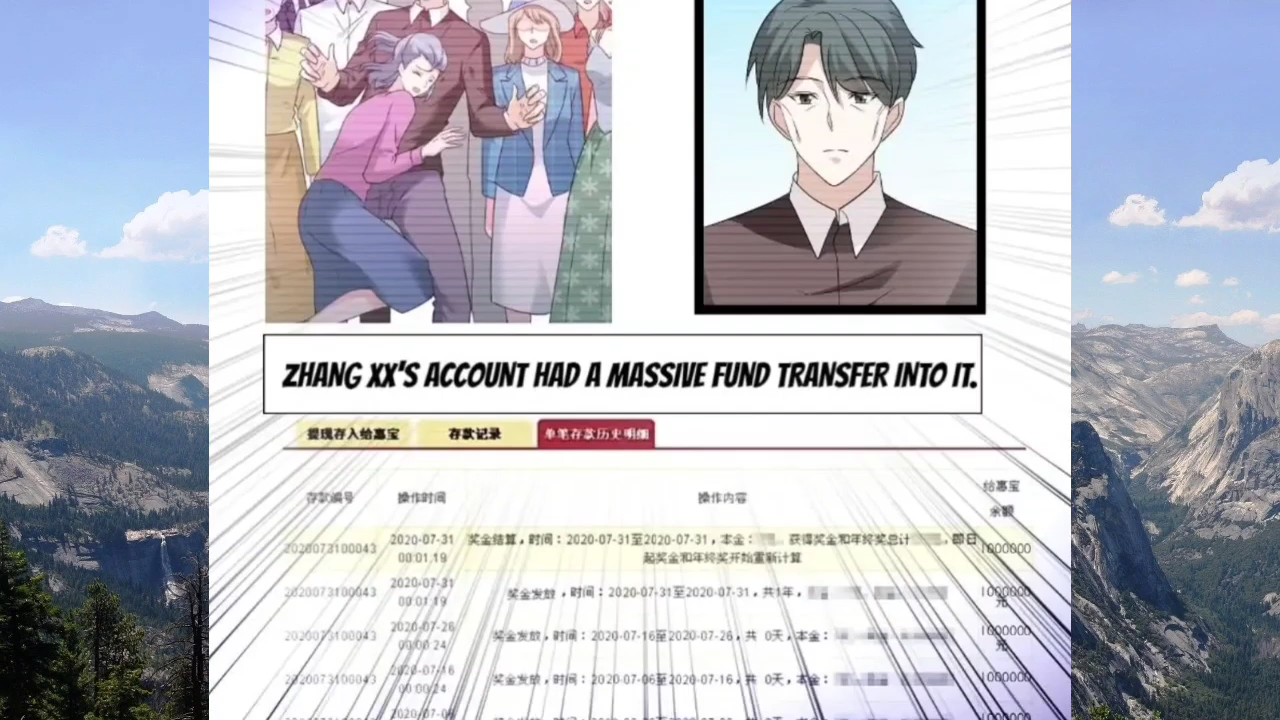 ZHANG XX'S ACCOUNT HAD A MASSIVE FUND TRANSFER INTO IT.
提现存入给惠宝 存款记录 单笔存款历史明细
存款编号 操作时间 操作内容 给惠宝
余额
2020073100043 2020-07-31 00:01:19 奖金结算，时间：2020-07-31至2020-07-31，本金： 获得奖金和年终奖总计 ，即日 1000000
起奖金和年终奖开始重新计算
2020073100043 2020-07-31 00:01:19 奖金发放，时间：2020-07-31至2020-07-31，共1年， 1000000
元
2020073100043 2020-07-26 00:00:24 奖金发放，时间：2020-07-16至2020-07-26，共 0天，本金： 1000000
元
2020073100043 2020-07-16 00:00:24 奖金发放，时间：2020-07-06至2020-07-16，共 0天，本金： 1000000